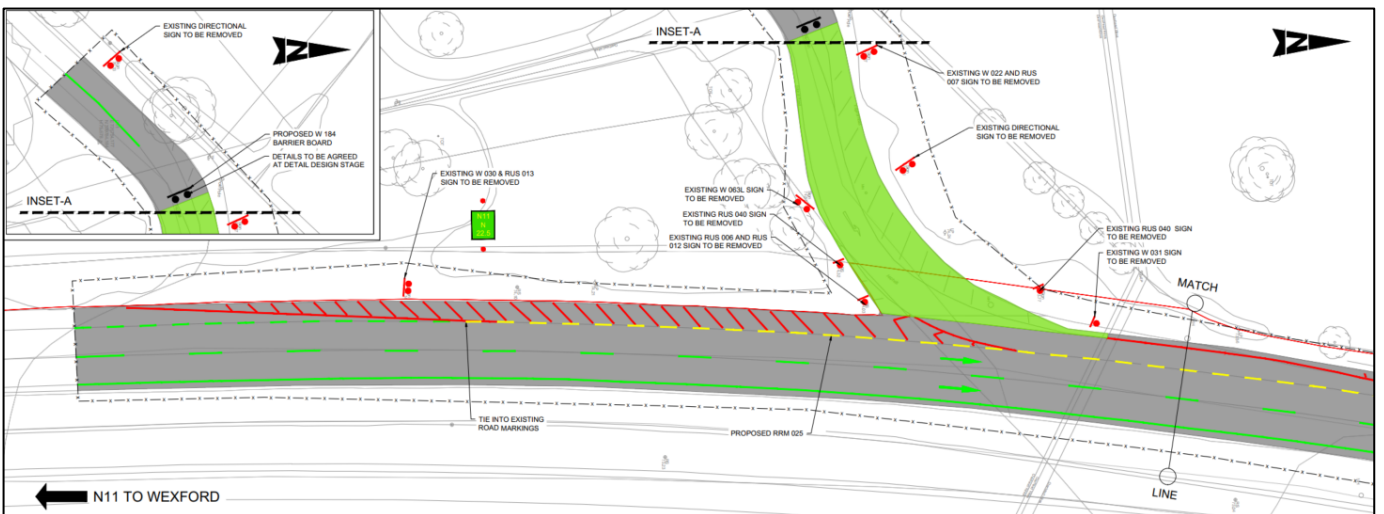 EXISTING DIRECTIONAL
SIGN TO BE REMOVED
N
PROPOSED W 184
BARRIER BOARD
DETAILS TO BE AGREED
AT DETAIL DESIGN STAGE
INSET-A
INSET-A
N
EXISTING W 022 AND RUS
007 SIGN TO BE REMOVED
EXISTING DIRECTIONAL
SIGN TO BE REMOVED
EXISTING W 030 & RUS 013
SIGN TO BE REMOVED
N11
N
22.5
EXISTING W 063L SIGN
TO BE REMOVED
EXISTING RUS 040 SIGN
TO BE REMOVED
EXISTING RUS 006 AND RUS
012 SIGN TO BE REMOVED
EXISTING RUS 040 SIGN
TO BE REMOVED
EXISTING W 031 SIGN
TO BE REMOVED
MATCH
LINE
TIE INTO EXISTING
ROAD MARKINGS
PROPOSED RRM 025
N11 TO WEXFORD